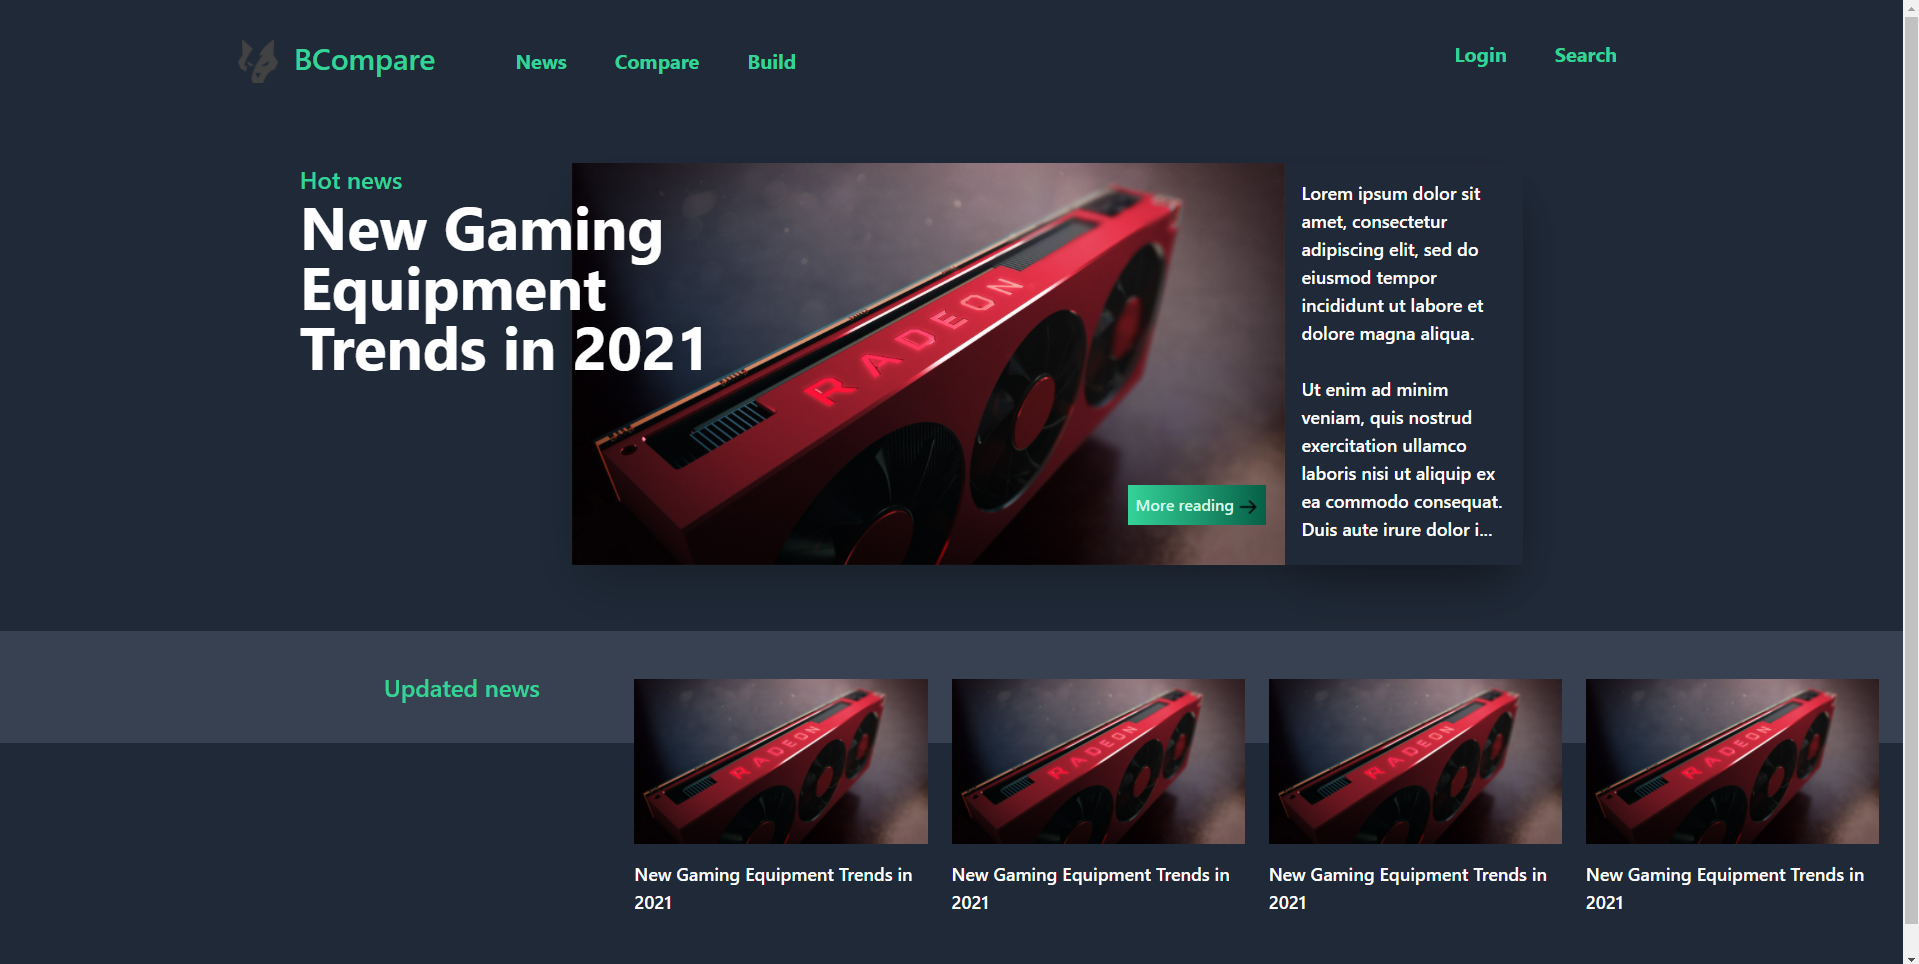 BCompare
News
Compare
Build
Login
Search
Hot news
New Gaming
Equipment
Trends in 2021
RADEON
More reading
Lorem ipsum dolor sit
amet, consectetur
adipiscing elit, sed do
eiusmod tempor
incididunt ut labore et
dolore magna aliqua.
Ut enim ad minim
veniam, quis nostrud
exercitation ullamco
laboris nisi ut aliquip ex
ea commodo consequat.
Duis aute irure dolor i...
Updated news
RADEON
RADEON
RADEON
RADEON
New Gaming Equipment Trends in
2021
New Gaming Equipment Trends in
2021
New Gaming Equipment Trends in
2021
New Gaming Equipment Trends in
2021